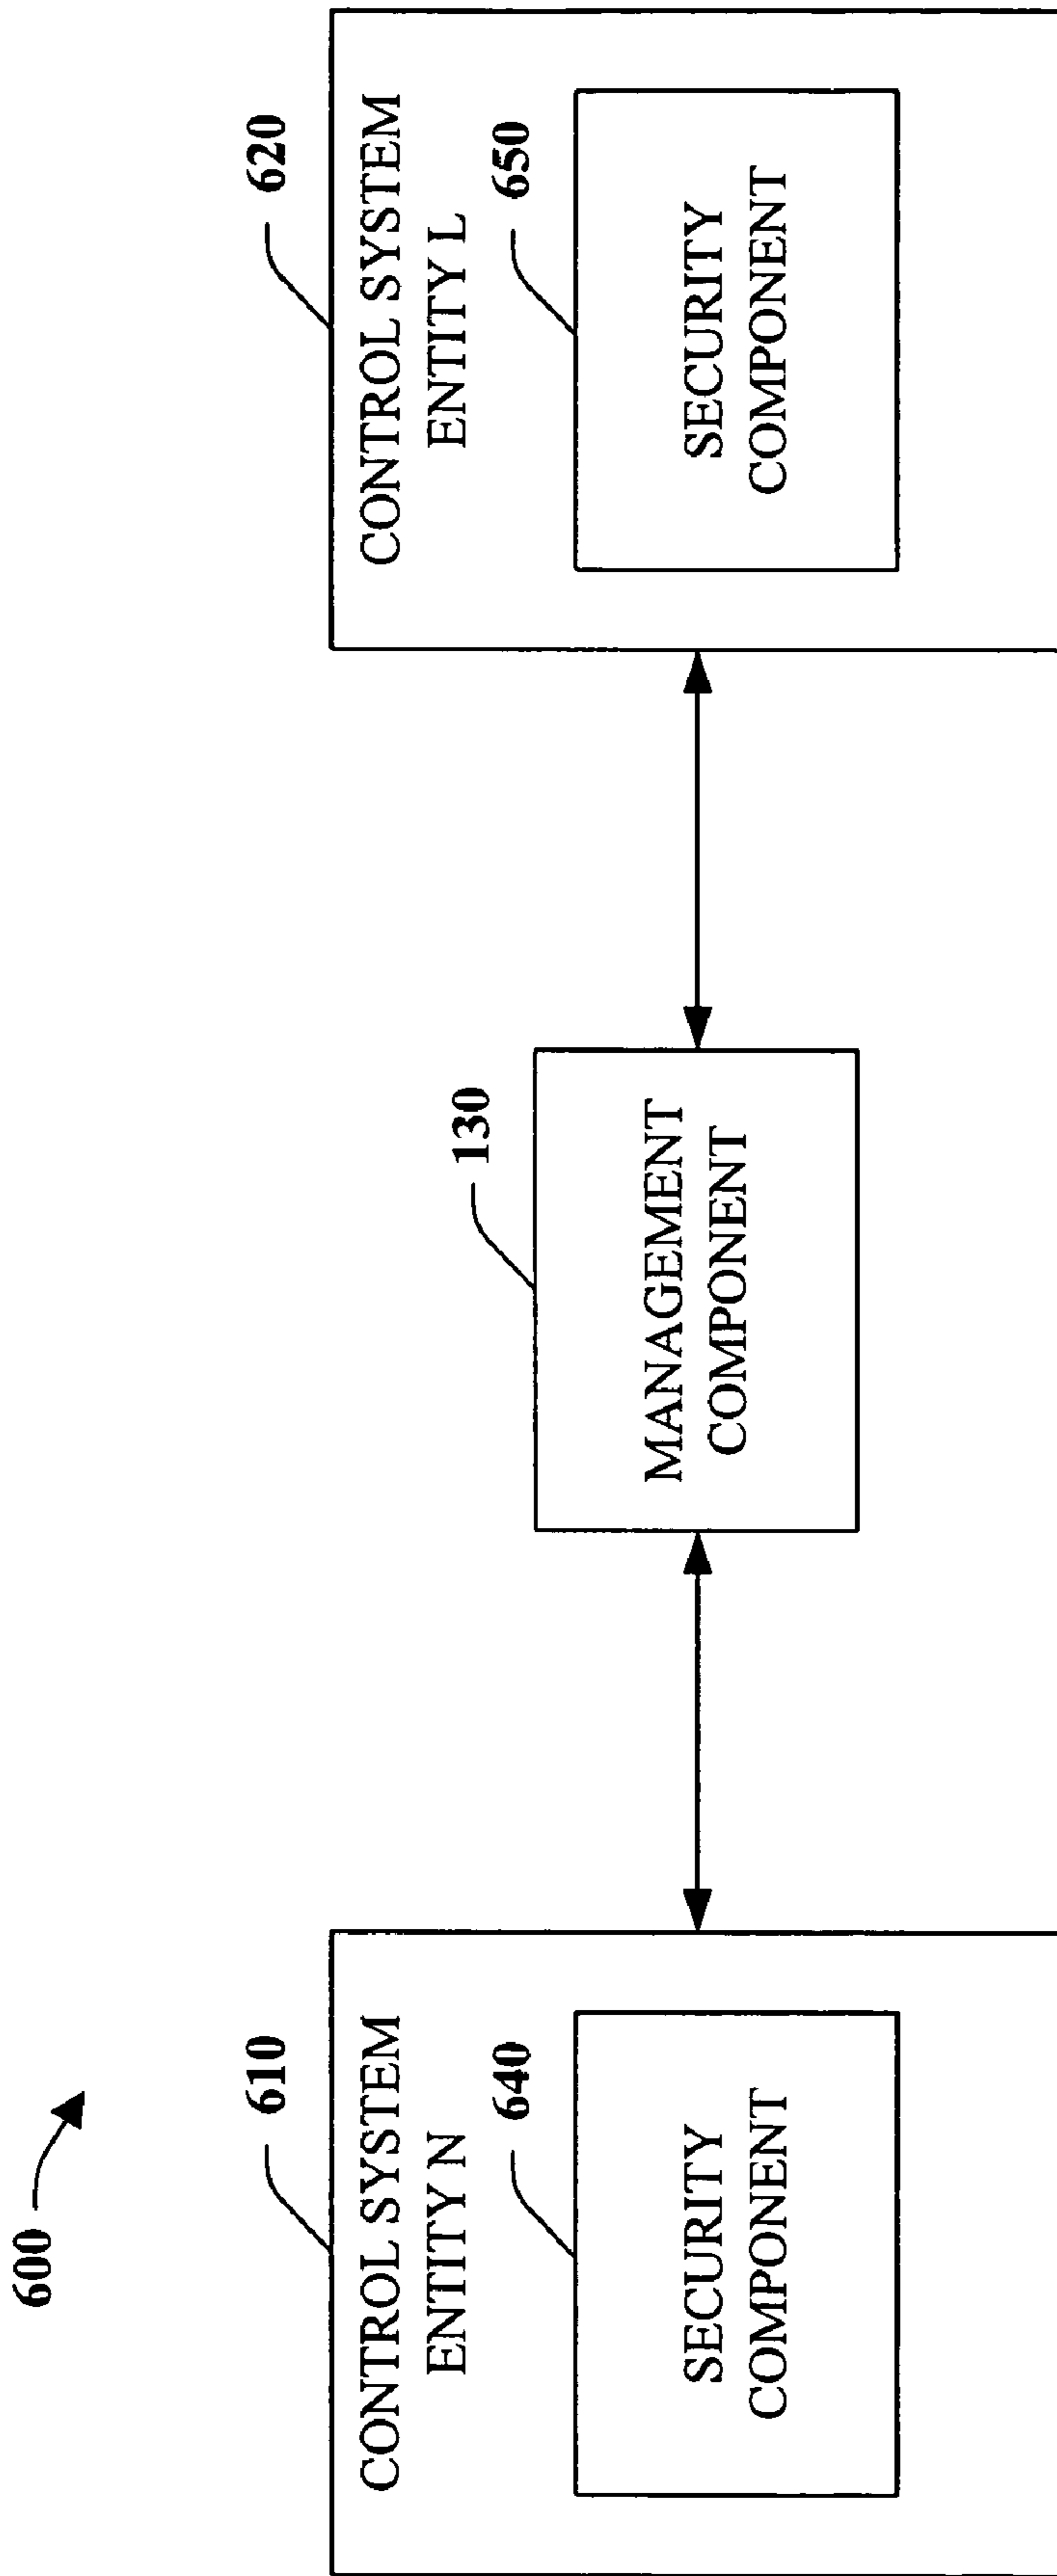 600
610
CONTROL SYSTEM
ENTITY N
640
SECURITY
COMPONENT
130
MANAGEMENT
COMPONENT
620
CONTROL SYSTEM
ENTITY L
650
SECURITY
COMPONENT